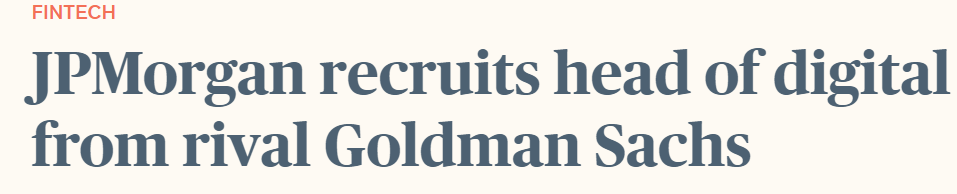 FINTECH
JPMorgan recruits head of digital
from rival Goldman Sachs